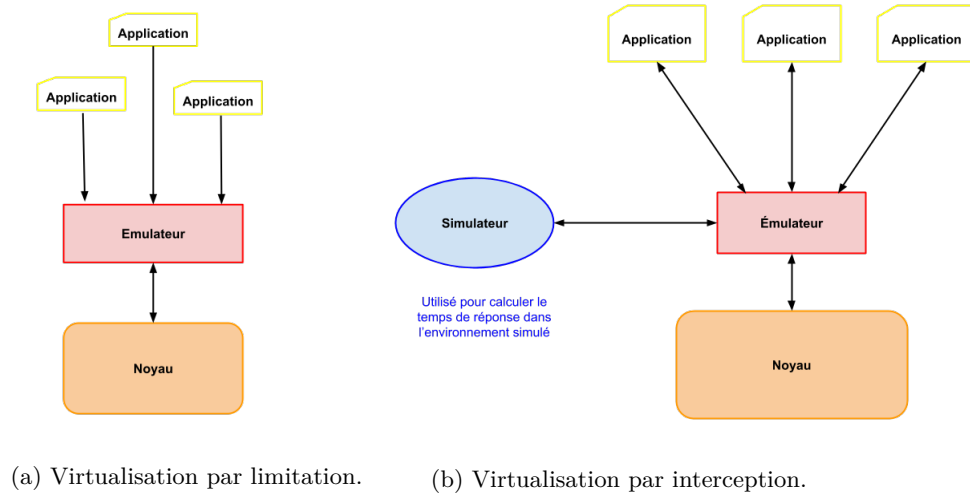 Application
Application
Application
Emulateur
Noyau
(a) Virtualisation par limitation.
Application
Application
Application
Simulateur
Émulateur
Utilisé pour calculer le
temps de réponse dans
l'environnement simulé
Noyau
(b) Virtualisation par interception.